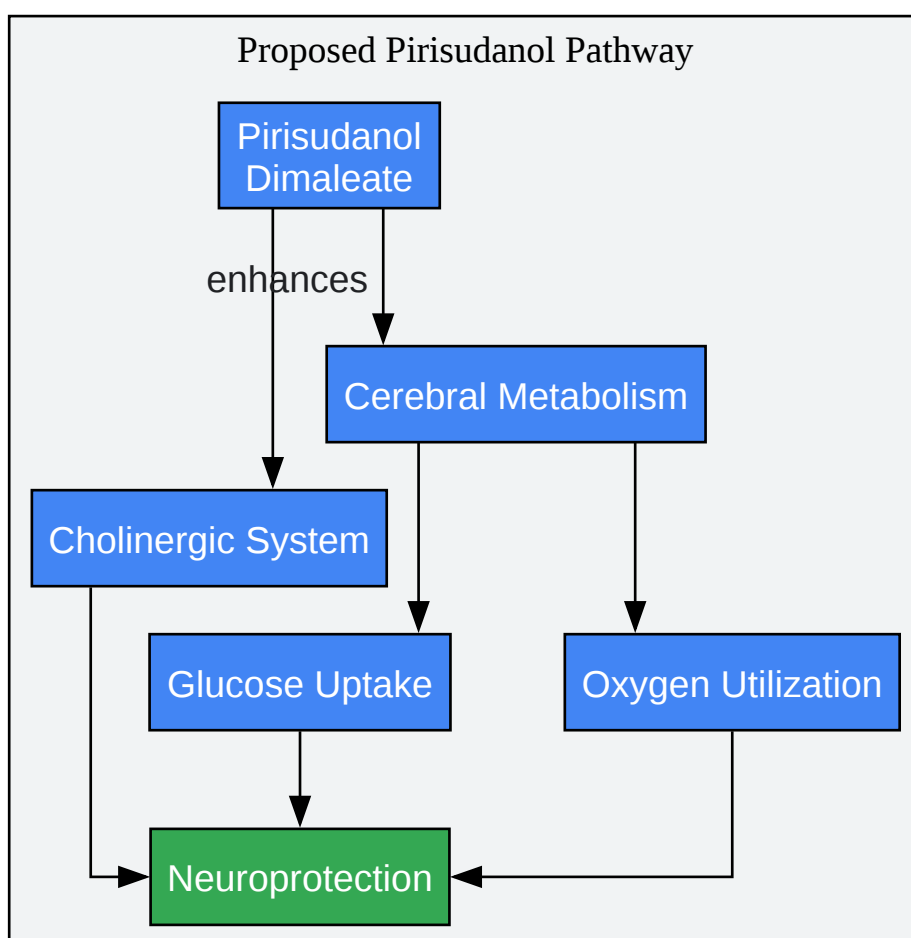 Proposed Pirisudanol Pathway
Pirisudanol
Dimaleate
enhances
Cerebral Metabolism
Cholinergic System
Glucose Uptake
Oxygen Utilization
Neuroprotection